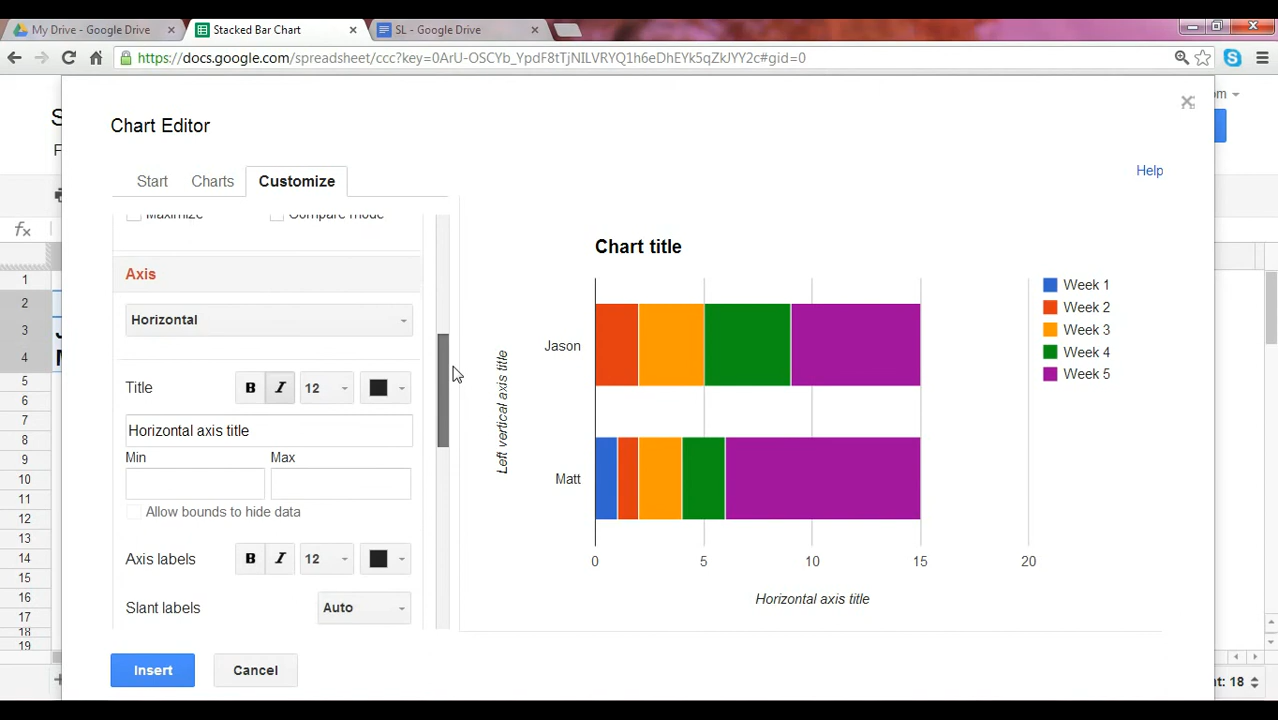 My Drive - Google Drive
Stacked Bar Chart
SL - Google Drive
https://docs.google.com/spreadsheet/ccc?key=0ArU-OSCYb_YpdF8tTjNILVRYQ1h6eDhEYk5qZkJYY2c#gid=0
Chart Editor
Start
Charts
Customize
Help
Maximize
Compare mode
Axis
Horizontal
Title
B
I
12
Horizontal axis title
Min
Max
Allow bounds to hide data
Axis labels
B
I
12
Slant labels
Auto
Insert
Cancel
Chart title
Left vertical axis title
Jason
Matt
0
5
10
15
20
Horizontal axis title
Week 1
Week 2
Week 3
Week 4
Week 5
fx
1
2
3
4
5
6
7
8
9
10
11
12
13
14
15
16
17
18
19